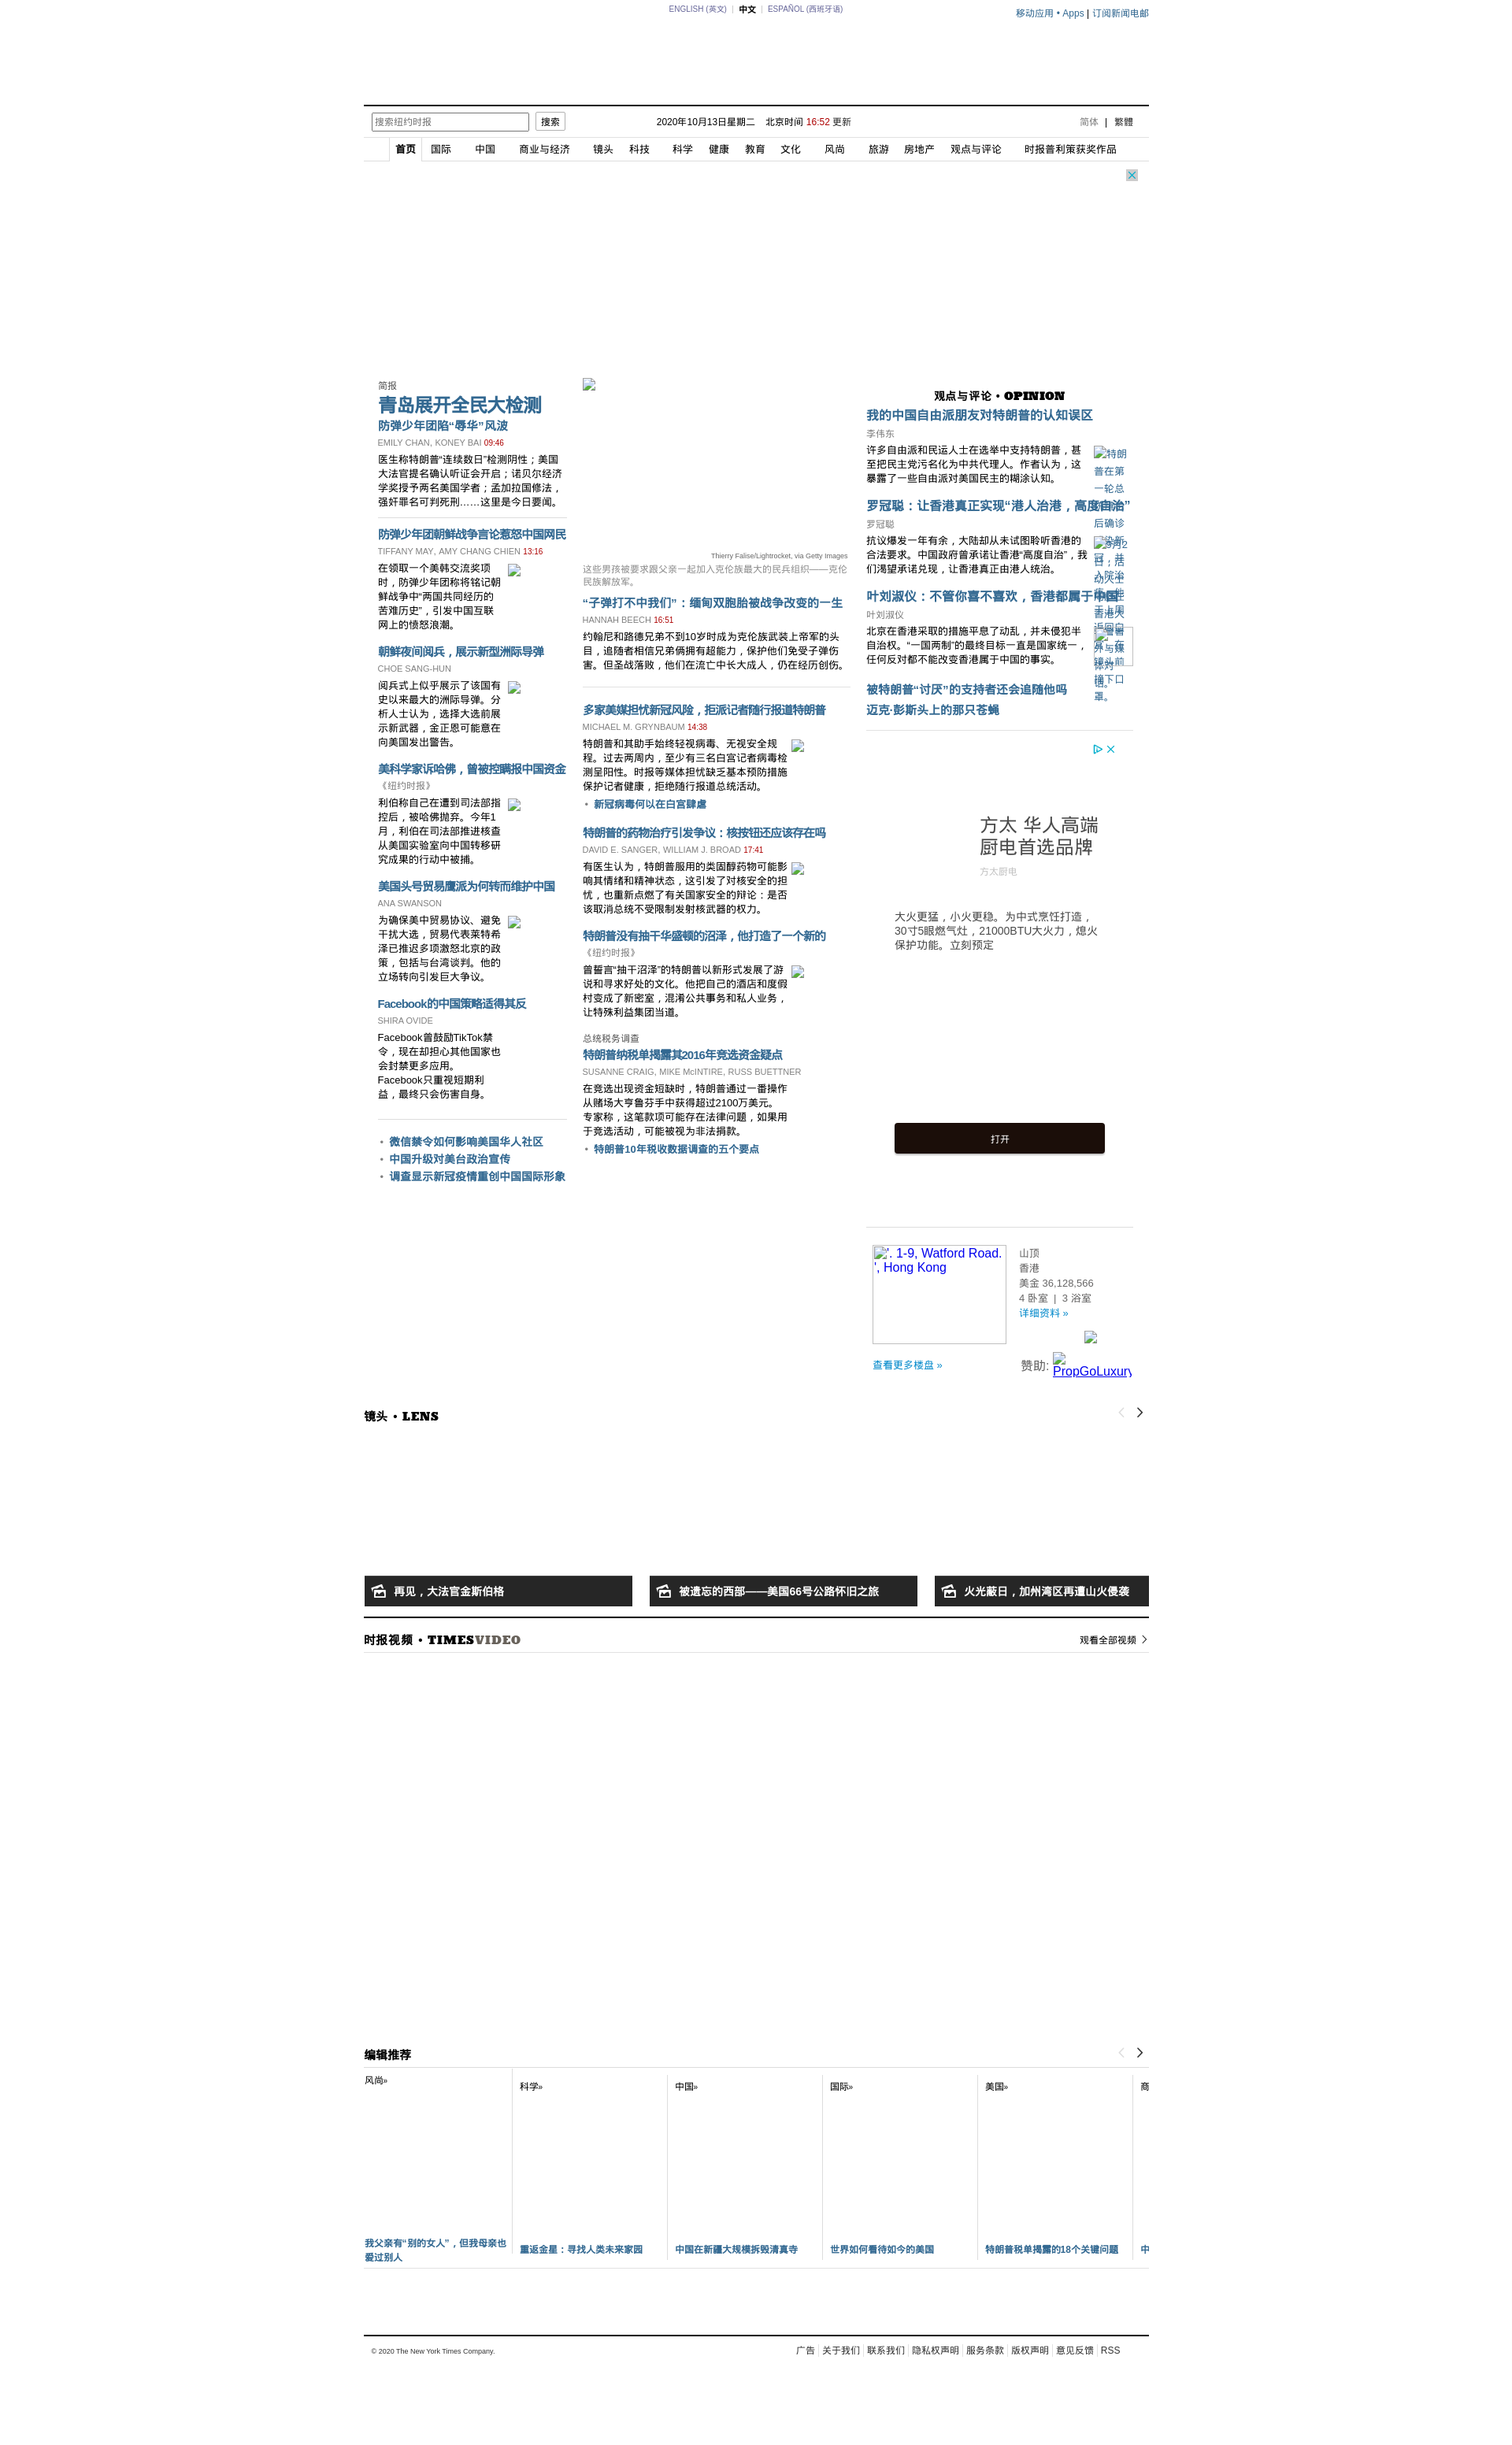 ENGLISH (英文) | 中文 | ESPAÑOL (西班牙语)
移动应用 • Apps | 订阅新闻电邮
搜索纽约时报 搜索 2020年10月13日星期二 北京时间 16:52 更新 简体 | 繁體
首页 国际 中国 商业与经济 镜头 科技 科学 健康 教育 文化 风尚 旅游 房地产 观点与评论 时报普利策获奖作品
简报
青岛展开全民大检测
防弹少年团陷“辱华”风波
EMILY CHAN, KONEY BAI 09:46
医生称特朗普“连续数日”检测阴性；美国
大法官提名确认听证会开启；诺贝尔经济
学奖授予两名美国学者；孟加拉国修法，
强奸罪名可判死刑……这里是今日要闻。
防弹少年团朝鲜战争言论惹怒中国网民
TIFFANY MAY, AMY CHANG CHIEN 13:16
在领取一个美韩交流奖项
时，防弹少年团称将铭记朝
鲜战争中“两国共同经历的
苦难历史”，引发中国互联
网上的愤怒浪潮。
朝鲜夜间阅兵，展示新型洲际导弹
CHOE SANG-HUN
阅兵式上似乎展示了该国有
史以来最大的洲际导弹。分
析人士认为，选择大选前展
示新武器，金正恩可能意在
向美国发出警告。
美科学家诉哈佛，曾被控瞒报中国资金
《纽约时报》
利伯称自己在遭到司法部指
控后，被哈佛抛弃。今年1
月，利伯在司法部推进核查
从美国实验室向中国转移研
究成果的行动中被捕。
美国头号贸易鹰派为何转而维护中国
ANA SWANSON
为确保美中贸易协议、避免
干扰大选，贸易代表莱特希
泽已推迟多项激怒北京的政
策，包括与台湾谈判。他的
立场转向引发巨大争议。
Facebook的中国策略适得其反
SHIRA OVIDE
Facebook曾鼓励TikTok禁
令，现在却担心其他国家也
会封禁更多应用。
Facebook只重视短期利
益，最终只会伤害自身。
• 微信禁令如何影响美国华人社区
• 中国升级对美台政治宣传
• 调查显示新冠疫情重创中国国际形象
Thierry Falise/Lightrocket, via Getty Images
这些男孩被要求跟父亲一起加入克伦族最大的民兵组织——克伦
民族解放军。
“子弹打不中我们”：缅甸双胞胎被战争改变的一生
HANNAH BEECH 16:51
约翰尼和路德兄弟不到10岁时成为克伦族武装上帝军的头
目，追随者相信兄弟俩拥有超能力，保护他们免受子弹伤
害。但圣战落败，他们在流亡中长大成人，仍在经历创伤。
多家美媒担忧新冠风险，拒派记者随行报道特朗普
MICHAEL M. GRYNBAUM 14:38
特朗普和其助手始终轻视病毒、无视安全规
程。过去两周内，至少有三名白宫记者病毒检
测呈阳性。时报等媒体担忧缺乏基本预防措施
保护记者健康，拒绝随行报道总统活动。
• 新冠病毒何以在白宫肆虐
特朗普的药物治疗引发争议：核按钮还应该存在吗
DAVID E. SANGER, WILLIAM J. BROAD 17:41
有医生认为，特朗普服用的类固醇药物可能影
响其情绪和精神状态，这引发了对核安全的担
忧，也重新点燃了有关国家安全的辩论：是否
该取消总统不受限制发射核武器的权力。
特朗普没有抽干华盛顿的沼泽，他打造了一个新的
《纽约时报》
曾誓言“抽干沼泽”的特朗普以新形式发展了游
说和寻求好处的文化。他把自己的酒店和度假
村变成了新密室，混淆公共事务和私人业务，
让特殊利益集团当道。
总统税务调查
特朗普纳税单揭露其2016年竞选资金疑点
SUSANNE CRAIG, MIKE McINTIRE, RUSS BUETTNER
在竞选出现资金短缺时，特朗普通过一番操作
从赌场大亨鲁芬手中获得超过2100万美元。
专家称，这笔款项可能存在法律问题，如果用
于竞选活动，可能被视为非法捐款。
• 特朗普10年税收数据调查的五个要点
观点与评论 • OPINION
我的中国自由派朋友对特朗普的认知误区
李伟东
许多自由派和民运人士在选举中支持特朗普，甚
至把民主党污名化为中共代理人。作者认为，这
暴露了一些自由派对美国民主的糊涂认知。
特朗
普在第
一轮总
后确诊
罗冠聪：让香港真正实现“港人治港，高度自治”
罗冠聪
抗议爆发一年有余，大陆却从未试图聆听香港的
合法要求。中国政府曾承诺让香港“高度自治”，我
们渴望承诺兑现，让香港真正由港人统治。
叶刘淑仪：不管你喜不喜欢，香港都属于中国
叶刘淑仪
北京在香港采取的措施平息了动乱，并未侵犯半
自治权。“一国两制”的最终目标一直是国家统一，
任何反对都不能改变香港属于中国的事实。
被特朗普“讨厌”的支持者还会追随他吗
迈克·彭斯头上的那只苍蝇
方太 华人高端
厨电首选品牌
方太厨电
大火更猛，小火更稳。为中式烹饪打造，
30寸5眼燃气灶，21000BTU大火力，熄火
保护功能。立刻预定
打开
'. 1-9, Watford Road.
', Hong Kong
山顶
香港
美金 36,128,566
4 卧室 | 3 浴室
详细资料 »
查看更多楼盘 »
赞助: PropGoLuxury
镜头 • LENS
再见，大法官金斯伯格
被遗忘的西部——美国66号公路怀旧之旅
火光蔽日，加州湾区再遭山火侵袭
时报视频 • TIMESVIDEO
观看全部视频
编辑推荐
风尚»
科学»
中国»
国际»
美国»
商
我父亲有“别的女人”，但我母亲也
爱过别人
重返金星：寻找人类未来家园
中国在新疆大规模拆毁清真寺
世界如何看待如今的美国
特朗普税单揭露的18个关键问题
中
© 2020 The New York Times Company.
广告 关于我们 联系我们 隐私权声明 服务条款 版权声明 意见反馈 RSS